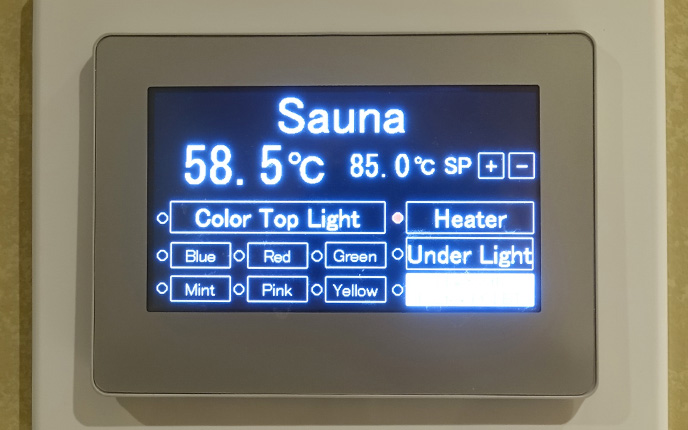 Sauna
58.5℃ 85.0℃ SP + −
Color Top Light Heater
Blue Red Green Under Light
Mint Pink Yellow